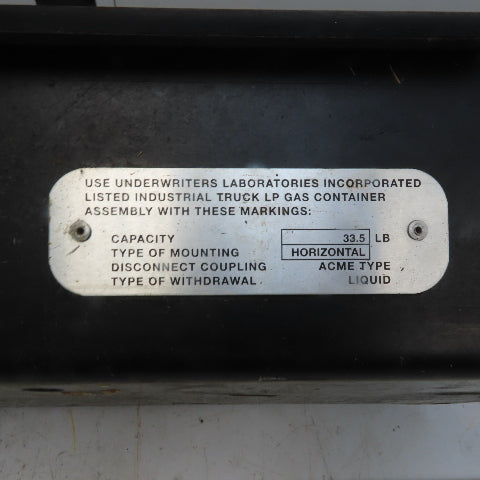 USE UNDERWRITERS LABORATORIES INCORPORATED
LISTED INDUSTRIAL TRUCK LP GAS CONTAINER
ASSEMBLY WITH THESE MARKINGS:
CAPACITY 33.5 LB
TYPE OF MOUNTING HORIZONTAL
DISCONNECT COUPLING ACME TYPE
TYPE OF WITHDRAWAL LIQUID